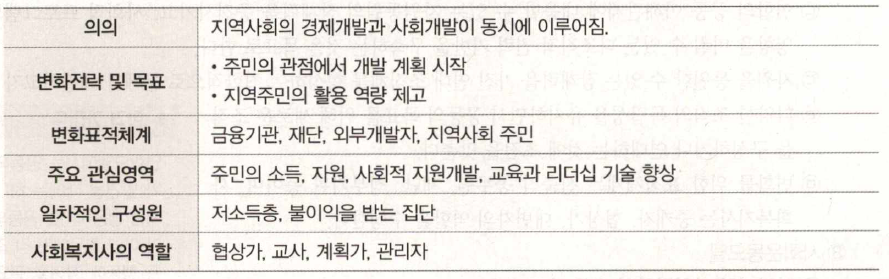 의의 지역사회의 경제개발과 사회개발이 동시에 이루어짐.
변화전략 및 목표 • 주민의 관점에서 개발 계획 시작
• 지역주민의 활용 역량 제고
변화표적체계 금융기관, 재단, 외부개발자, 지역사회 주민
주요 관심영역 주민의 소득, 자원, 사회적 지원개발, 교육과 리더십 기술 향상
일차적인 구성원 저소득층, 불이익을 받는 집단
사회복지사의 역할 협상가, 교사, 계획가, 관리자